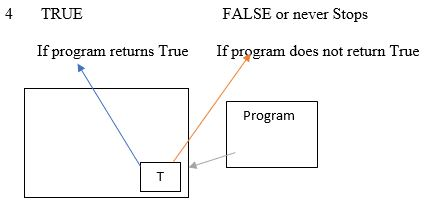 4 TRUE FALSE or never Stops
If program returns True If program does not return True
Program
T